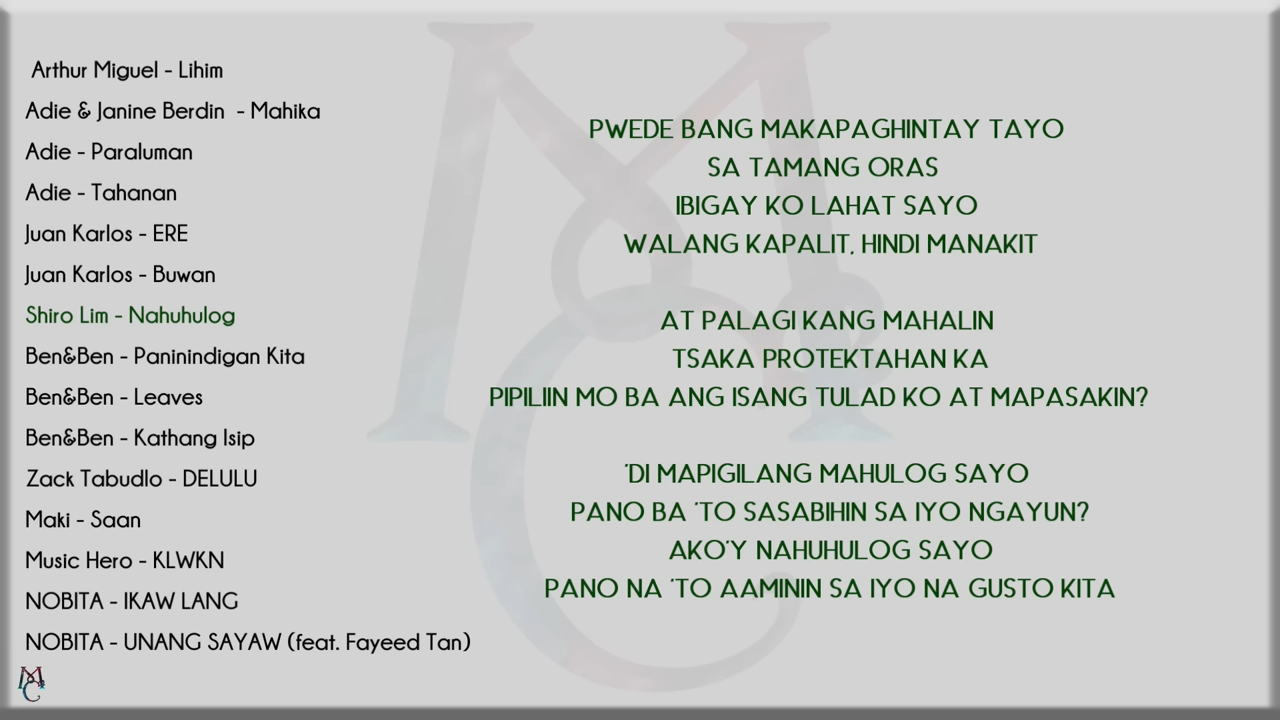 Arthur Miguel - Lihim
Adie & Janine Berdin - Mahika
Adie - Paraluman
Adie - Tahanan
Juan Karlos - ERE
Juan Karlos - Buwan
Shiro Lim - Nahuhulog
Ben&Ben - Paninindigan Kita
Ben&Ben - Leaves
Ben&Ben - Kathang Isip
Zack Tabudlo - DELULU
Maki - Saan
Music Hero - KLWKN
NOBITA - IKAW LANG
NOBITA - UNANG SAYAW (feat. Fayeed Tan)
PWEDE BANG MAKAPAGHINTAY TAYO
SA TAMANG ORAS
IBIGAY KO LAHAT SAYO
WALANG KAPALIT, HINDI MANAKIT
AT PALAGI KANG MAHALIN
TSAKA PROTEKTAHAN KA
PIPILIIN MO BA ANG ISANG TULAD KO AT MAPASAKIN?
'DI MAPIGILANG MAHULOG SAYO
PANO BA 'TO SASABIHIN SA IYO NGAYUN?
AKO'Y NAHUHULOG SAYO
PANO NA 'TO AAMININ SA IYO NA GUSTO KITA